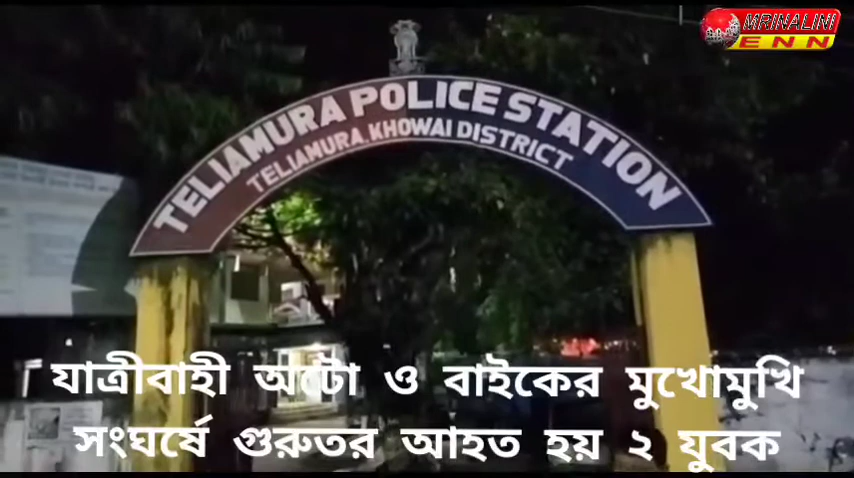 MRINALINI
ENN
TELIAMURA POLICE STATION
TELIAMURA, KHOWAI DISTRICT
যাত্রীবাহী অটো ও বাইকের মুখোমুখি
সংঘর্ষে গুরুতর আহত হয় ২ যুবক